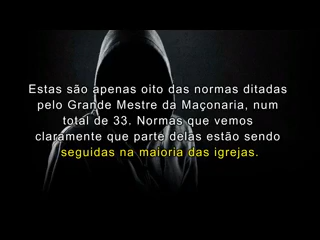 Estas são apenas oito das normas ditadas
pelo Grande Mestre da Maçonaria, num
total de 33. Normas que vemos
claramente que parte delas estão sendo
seguidas na maioria das igrejas.